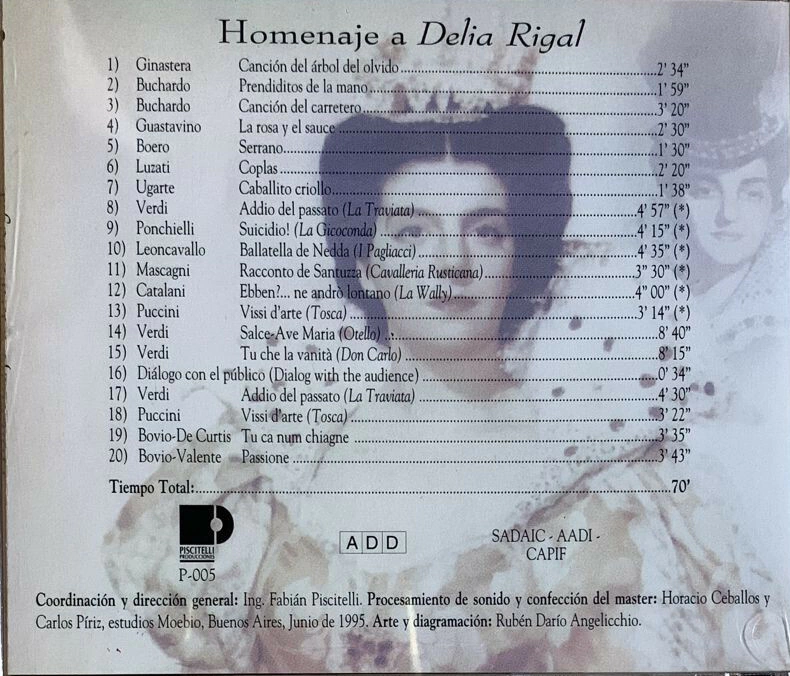 Homenaje a Delia Rigal
1) Ginastera Canción del árbol del olvido 2' 34"
2) Buchardo Prendiditos de la mano 1' 59"
3) Buchardo Canción del carretero 3' 20"
4) Guastavino La rosa y el sauce 2' 30"
5) Boero Serrano 1' 30"
6) Luzati Coplas 2' 20"
7) Ugarte Caballito criollo 1' 38"
8) Verdi Addio del passato (La Traviata) 4' 57" (*)
9) Ponchielli Suicidio! (La Gicoconda) 4' 15" (*)
10) Leoncavallo Ballatella de Nedda (I Pagliacci) 4' 35" (*)
11) Mascagni Racconto de Santuzza (Cavalleria Rusticana) 3" 30" (*)
12) Catalani Ebben?... ne andrò lontano (La Wally) 4" 00" (*)
13) Puccini Vissi d'arte (Tosca) 3' 14" (*)
14) Verdi Salce-Ave Maria (Otello) 8' 40"
15) Verdi Tu che la vanità (Don Carlo) 8' 15"
16) Diálogo con el público (Dialog with the audience) 0' 34"
17) Verdi Addio del passato (La Traviata) 4' 30"
18) Puccini Vissi d'arte (Tosca) 3' 22"
19) Bovio-De Curtis Tu ca num chiagne 3' 35"
20) Bovio-Valente Passione 3' 43"
Tiempo Total: 70'
PISCITELLI
PRODUCCIONES
P-005
A D D
SADAIC - AADI -
CAPIF
Coordinación y dirección general: Ing. Fabián Piscitelli. Procesamiento de sonido y confección del master: Horacio Ceballos y
Carlos Píriz, estudios Moebio, Buenos Aires, Junio de 1995. Arte y diagramación: Rubén Darío Angelicchio.